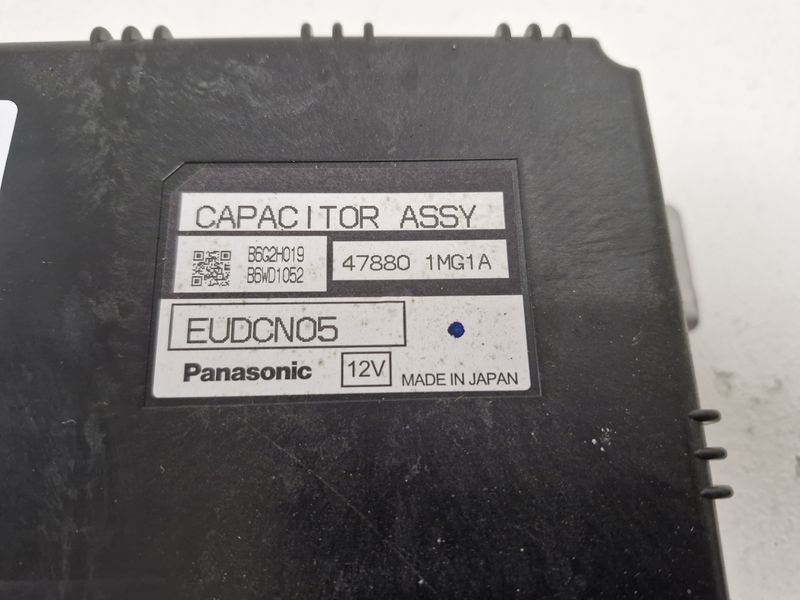 CAPACITOR ASSY
B6G2H019
B6WD1052
47880 1MG1A
EUDCN05
Panasonic
12V
MADE IN JAPAN